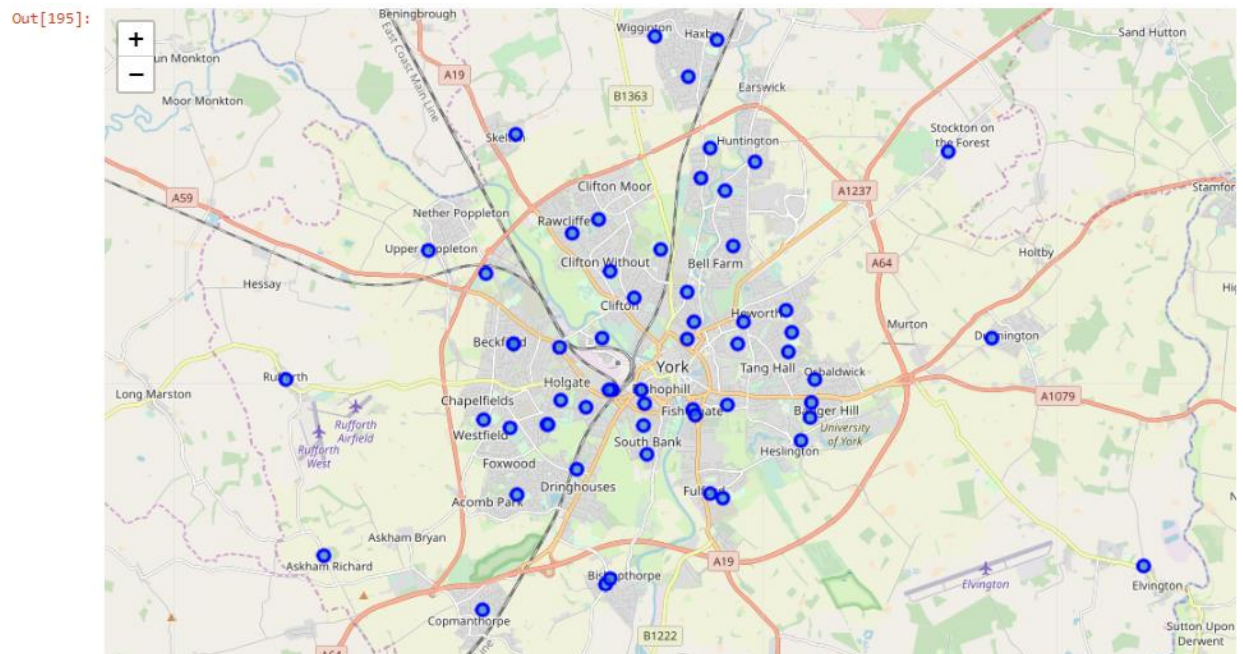 Out[195]:
+
−
Beningbrough
Wigginton
Haxby
Sand Hutton
Moor Monkton
East Coast Main Line
A19
B1363
Earswick
Skelton
Huntington
Stockton on
the Forest
A59
Clifton Moor
A1237
Nether Poppleton
Rawcliffe
Upper Poppleton
Clifton Without
Bell Farm
Holtby
A64
Hessay
Clifton
Heworth
Murton
Dunnington
Beckfield
York
Tang Hall
Osbaldwick
Rufforth
Long Marston
Holgate
Bishophill
A1079
Chapelfields
Fishergate
Badger Hill
Rufforth
Airfield
Westfield
University
of York
Rufforth
West
South Bank
Heslington
Foxwood
Dringhouses
Fulford
Acomb Park
Askham Bryan
Askham Richard
A19
Bishopthorpe
Elvington
Elvington
Copmanthorpe
B1222
Sutton Upon
Derwent
A64